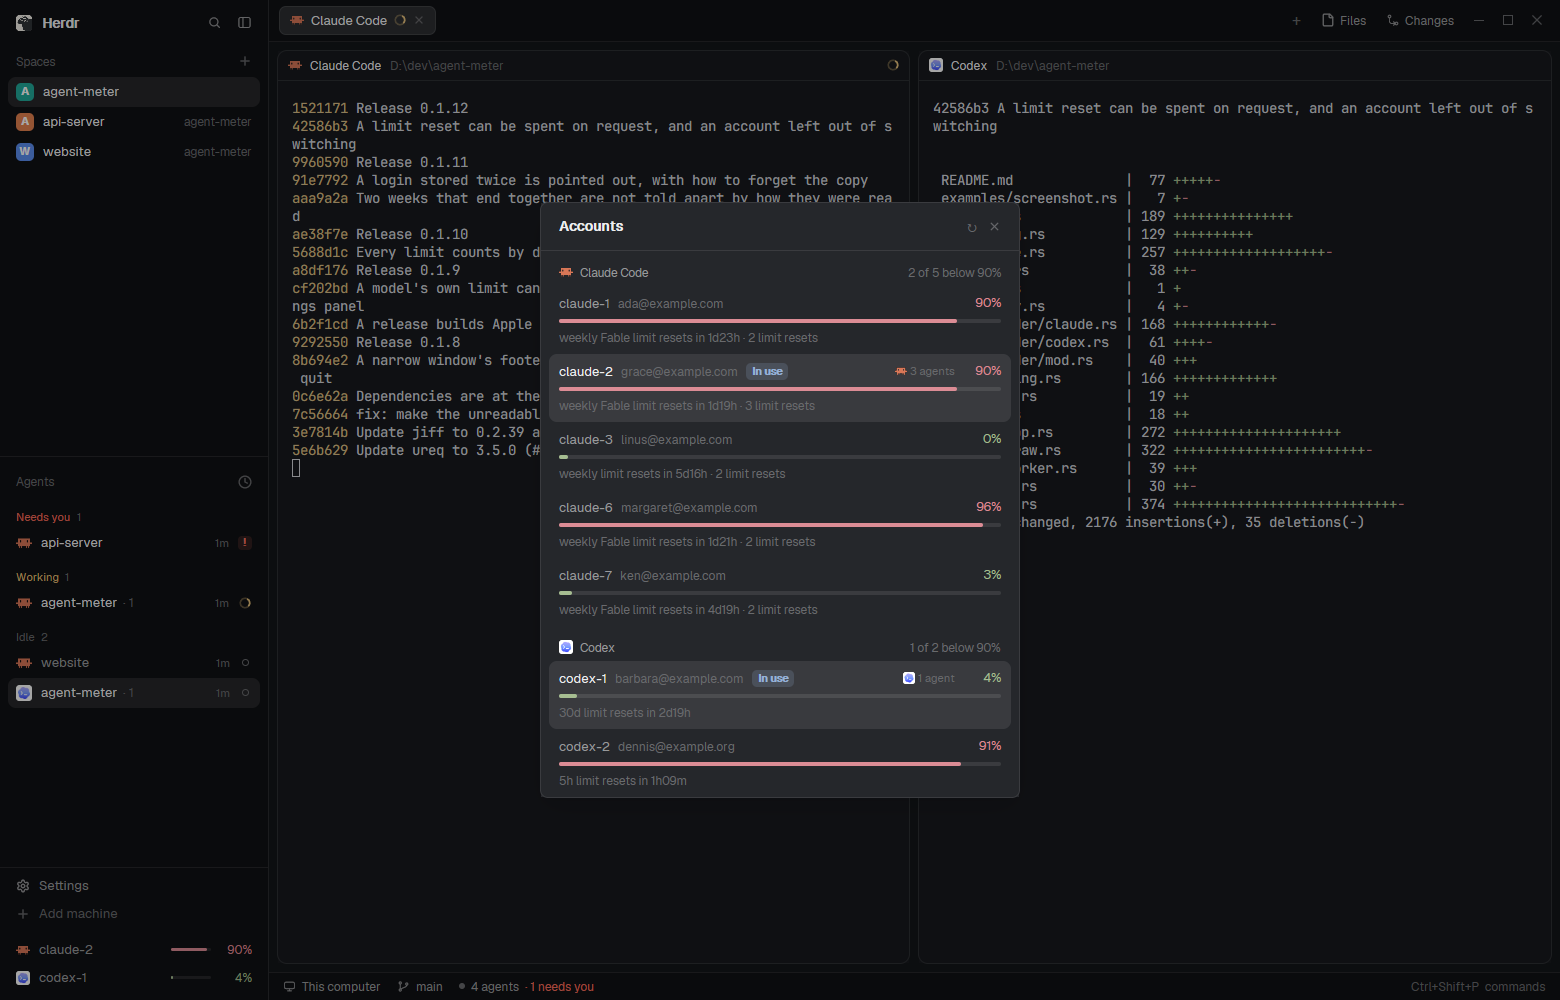 Herdr
Spaces
A agent-meter
A api-server agent-meter
W website agent-meter
Agents
Needs you 1
api-server 1m !
Working 1
agent-meter · 1 1m
Idle 2
website 1m
agent-meter · 1 1m
Settings
Add machine
claude-2 90%
codex-1 4%
Claude Code
Files
Changes
Claude Code D:\dev\agent-meter
1521171 Release 0.1.12
42586b3 A limit reset can be spent on request, and an account left out of s
witching
9960590 Release 0.1.11
91e7792 A login stored twice is pointed out, with how to forget the copy
aaa9a2a Two weeks that end together are not told apart by how they were rea
d
ae38f7e Release 0.1.10
5688d1c Every limit counts by d
a8df176 Release 0.1.9
cf202bd A model's own limit can
ngs panel
6b2f1cd A release builds Apple
9292550 Release 0.1.8
8b694e2 A narrow window's foote
quit
0c6e62a Dependencies are at the
7c56664 fix: make the unreadabl
3e7814b Update jiff to 0.2.39 a
5e6b629 Update ureq to 3.5.0 (#
Codex D:\dev\agent-meter
42586b3 A limit reset can be spent on request, and an account left out of s
witching
README.md | 77 +++++-
examples/screenshot.rs | 7 +-
| 189 +++++++++++++++
.rs | 129 ++++++++++
.rs | 257 +++++++++++++++++++-
s | 38 ++-
| 1 +
.rs | 4 +-
er/claude.rs | 168 ++++++++++++-
er/codex.rs | 61 ++++-
er/mod.rs | 40 +++
ng.rs | 166 +++++++++++++
rs | 19 ++
| 18 ++
p.rs | 272 +++++++++++++++++++++
aw.rs | 322 ++++++++++++++++++++++++-
rker.rs | 39 +++
rs | 30 ++-
rs | 374 ++++++++++++++++++++++++++++-
hanged, 2176 insertions(+), 35 deletions(-)
Accounts
Claude Code 2 of 5 below 90%
claude-1 ada@example.com 90%
weekly Fable limit resets in 1d23h · 2 limit resets
claude-2 grace@example.com In use 3 agents 90%
weekly Fable limit resets in 1d19h · 3 limit resets
claude-3 linus@example.com 0%
weekly limit resets in 5d16h · 2 limit resets
claude-6 margaret@example.com 96%
weekly Fable limit resets in 1d21h · 2 limit resets
claude-7 ken@example.com 3%
weekly Fable limit resets in 4d19h · 2 limit resets
Codex 1 of 2 below 90%
codex-1 barbara@example.com In use 1 agent 4%
30d limit resets in 2d19h
codex-2 dennis@example.org 91%
5h limit resets in 1h09m
This computer main 4 agents · 1 needs you
Ctrl+Shift+P commands